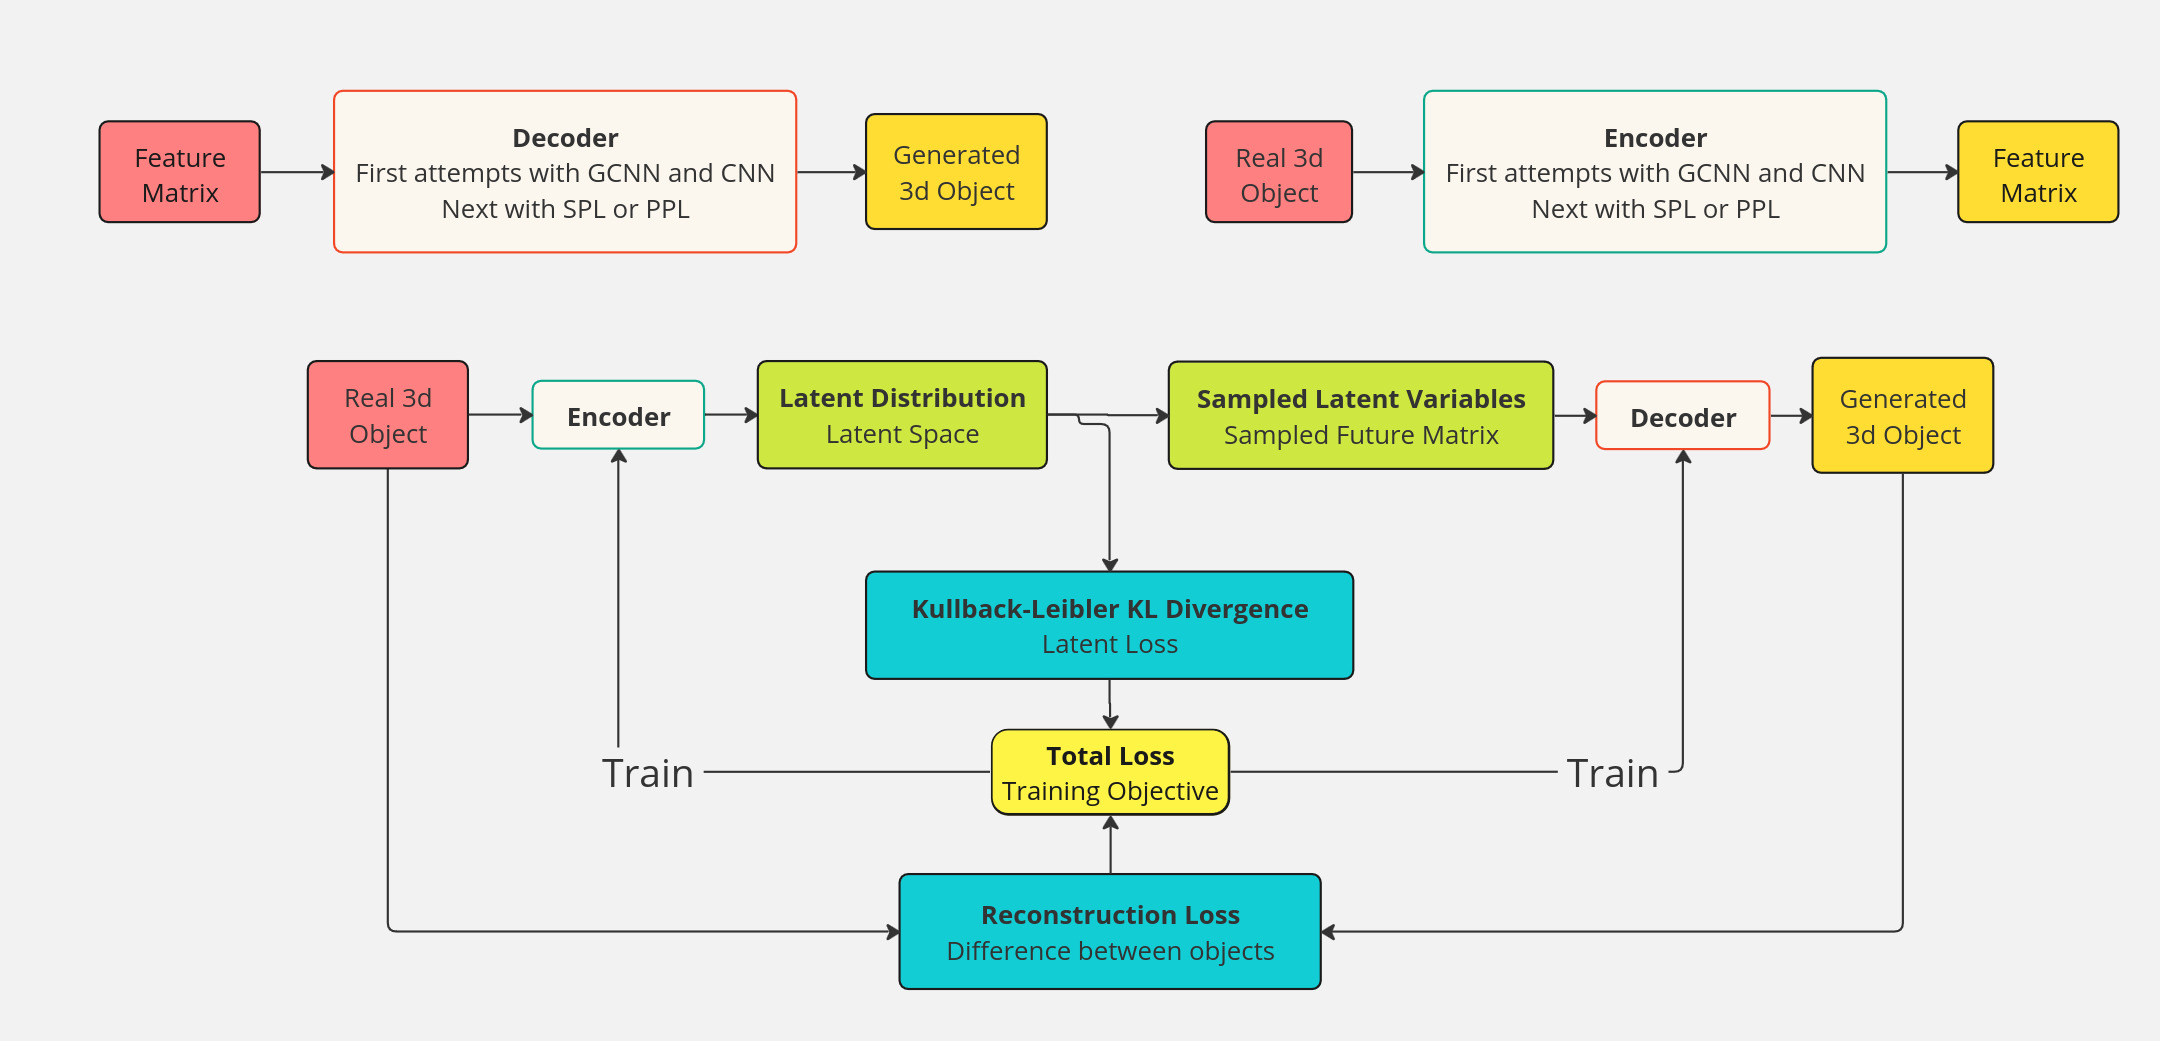 Feature
Matrix
Decoder
First attempts with GCNN and CNN
Next with SPL or PPL
Generated
3d Object
Real 3d
Object
Encoder
First attempts with GCNN and CNN
Next with SPL or PPL
Feature
Matrix
Real 3d
Object
Encoder
Latent Distribution
Latent Space
Sampled Latent Variables
Sampled Future Matrix
Decoder
Generated
3d Object
Kullback-Leibler KL Divergence
Latent Loss
Train
Total Loss
Training Objective
Train
Reconstruction Loss
Difference between objects